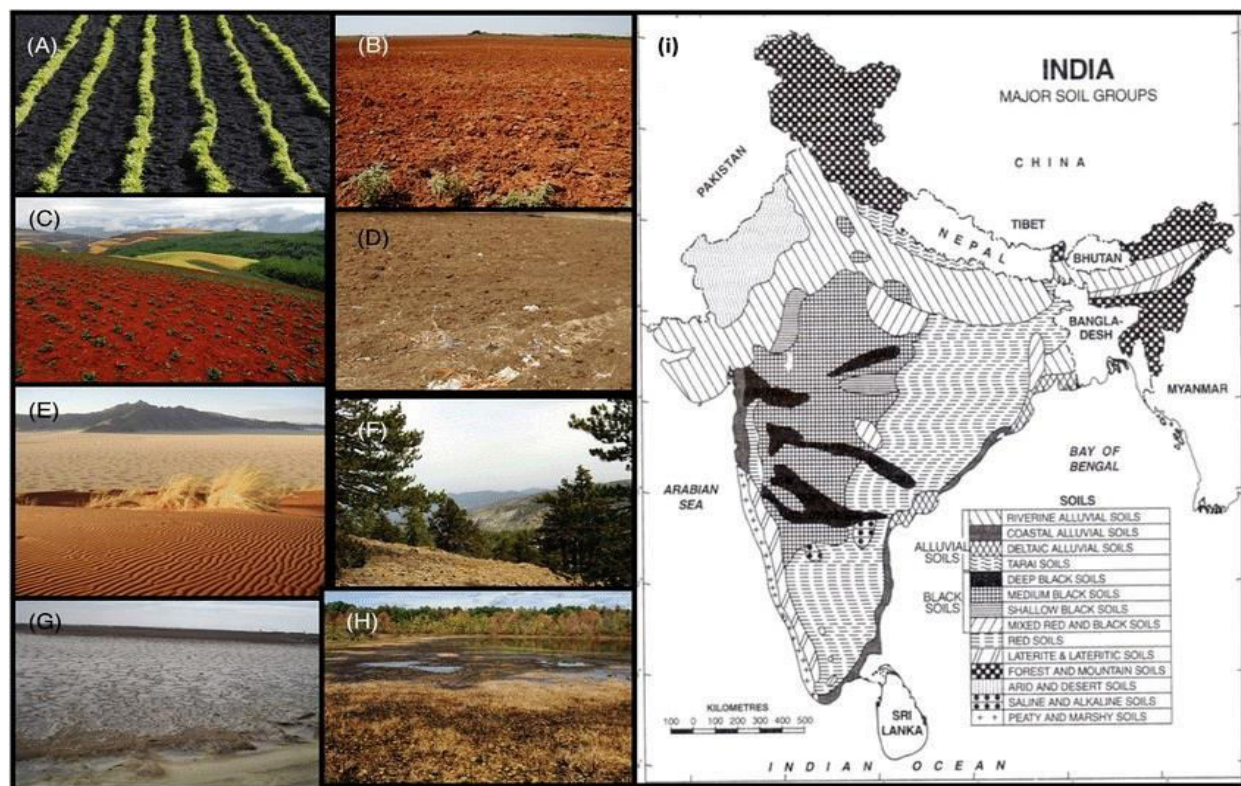 (A)
(B)
(C)
(D)
(E)
(F)
(G)
(H)
(i)
INDIA
MAJOR SOIL GROUPS
CHINA
PAKISTAN
TIBET
NEPAL
BHUTAN
BANGLA-
DESH
MYANMAR
ARABIAN
SEA
BAY OF
BENGAL
SOILS
ALLUVIAL
SOILS
RIVERINE ALLUVIAL SOILS
COASTAL ALLUVIAL SOILS
DELTAIC ALLUVIAL SOILS
TARAI SOILS
BLACK
SOILS
DEEP BLACK SOILS
MEDIUM BLACK SOILS
SHALLOW BLACK SOILS
MIXED RED AND BLACK SOILS
RED SOILS
LATERITE & LATERITIC SOILS
FOREST AND MOUNTAIN SOILS
ARID AND DESERT SOILS
SALINE AND ALKALINE SOILS
PEATY AND MARSHY SOILS
KILOMETRES
100 0 100 200 300 400 500
SRI
LANKA
INDIAN OCEAN